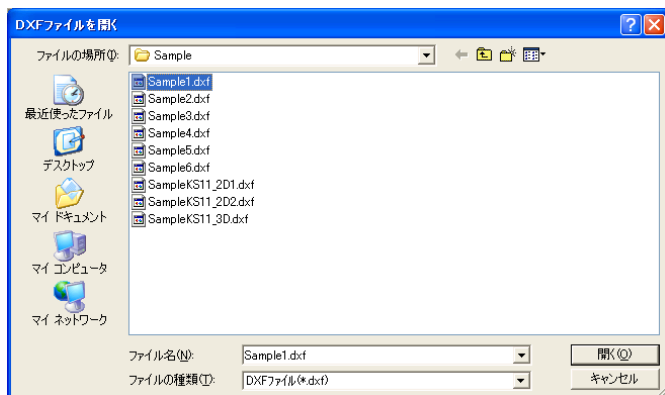 DXFファイルを開く
ファイルの場所(I):
Sample
最近使ったファイル
デスクトップ
マイ ドキュメント
マイ コンピュータ
マイ ネットワーク
Sample1.dxf
Sample2.dxf
Sample3.dxf
Sample4.dxf
Sample5.dxf
Sample6.dxf
SampleKS11_2D1.dxf
SampleKS11_2D2.dxf
SampleKS11_3D.dxf
ファイル名(N):
Sample1.dxf
開く(O)
ファイルの種類(T):
DXFファイル(*.dxf)
キャンセル